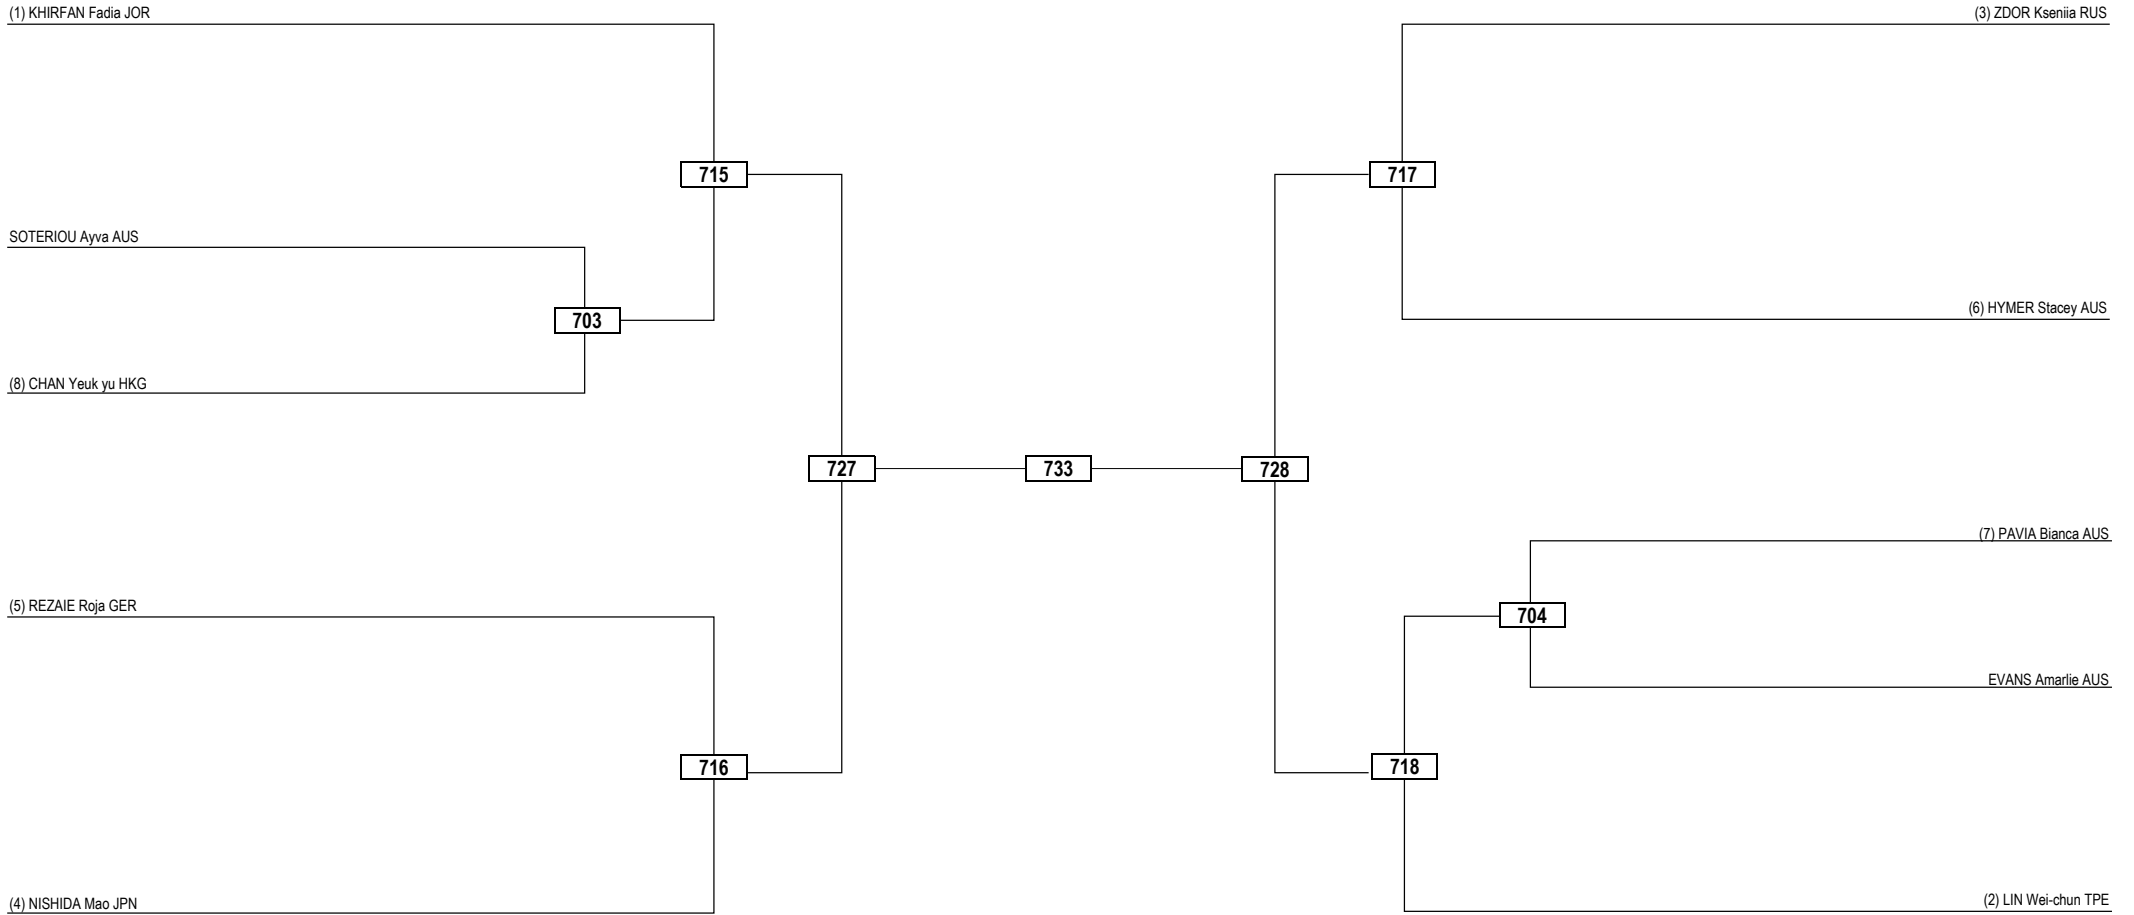 (1) KHIRFAN Fadia JOR
(3) ZDOR Kseniia RUS
715
717
SOTERIOU Ayva AUS
(6) HYMER Stacey AUS
703
(8) CHAN Yeuk yu HKG
727
733
728
(7) PAVIA Bianca AUS
(5) REZAIE Roja GER
704
EVANS Amarlie AUS
716
718
(4) NISHIDA Mao JPN
(2) LIN Wei-chun TPE